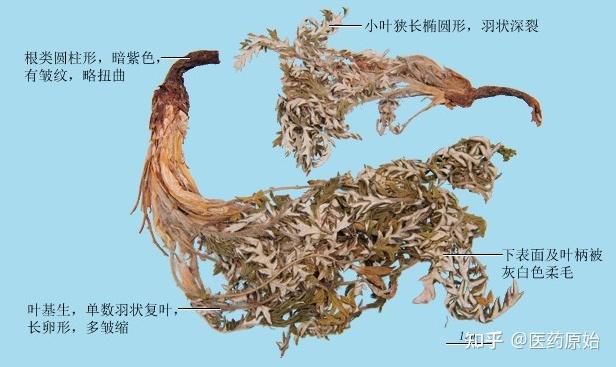 小叶狭长椭圆形，羽状深裂
根类圆柱形，暗紫色，
有皱纹，略扭曲
下表面及叶柄被
灰白色柔毛
叶基生，单数羽状复叶，
长卵形，多皱缩
知乎 @医药原始